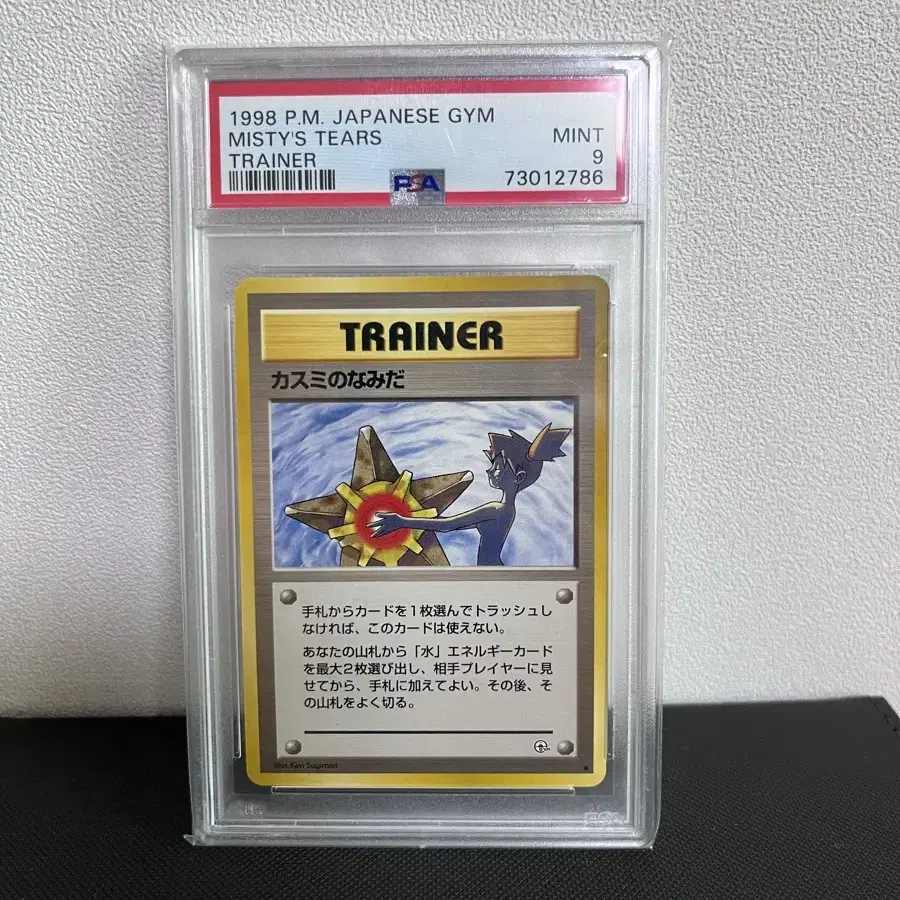 1998 P.M. JAPANESE GYM
MISTY'S TEARS
MINT
TRAINER
9
PSA
73012786
TRAINER
カスミのなみだ
手札からカードを1枚選んでトラッシュし
なければ、このカードは使えない。
あなたの山札から「水」エネルギーカード
を最大2枚選び出し、相手プレイヤーに見
せてから、手札に加えてよい。その後、そ
の山札をよく切る。
Illus. Ken Sugimori